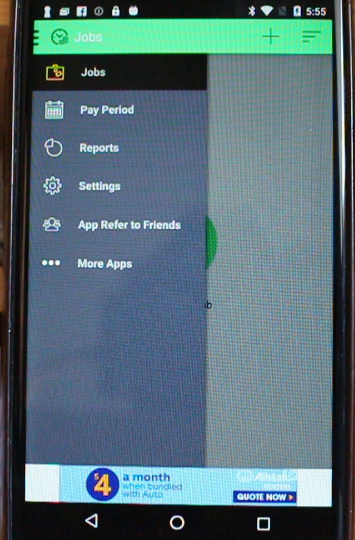 5:55
Jobs
Jobs
Pay Period
Reports
Settings
App Refer to Friends
More Apps
b
$4 a month
when bundled
with Auto
Allstate
QUOTE NOW